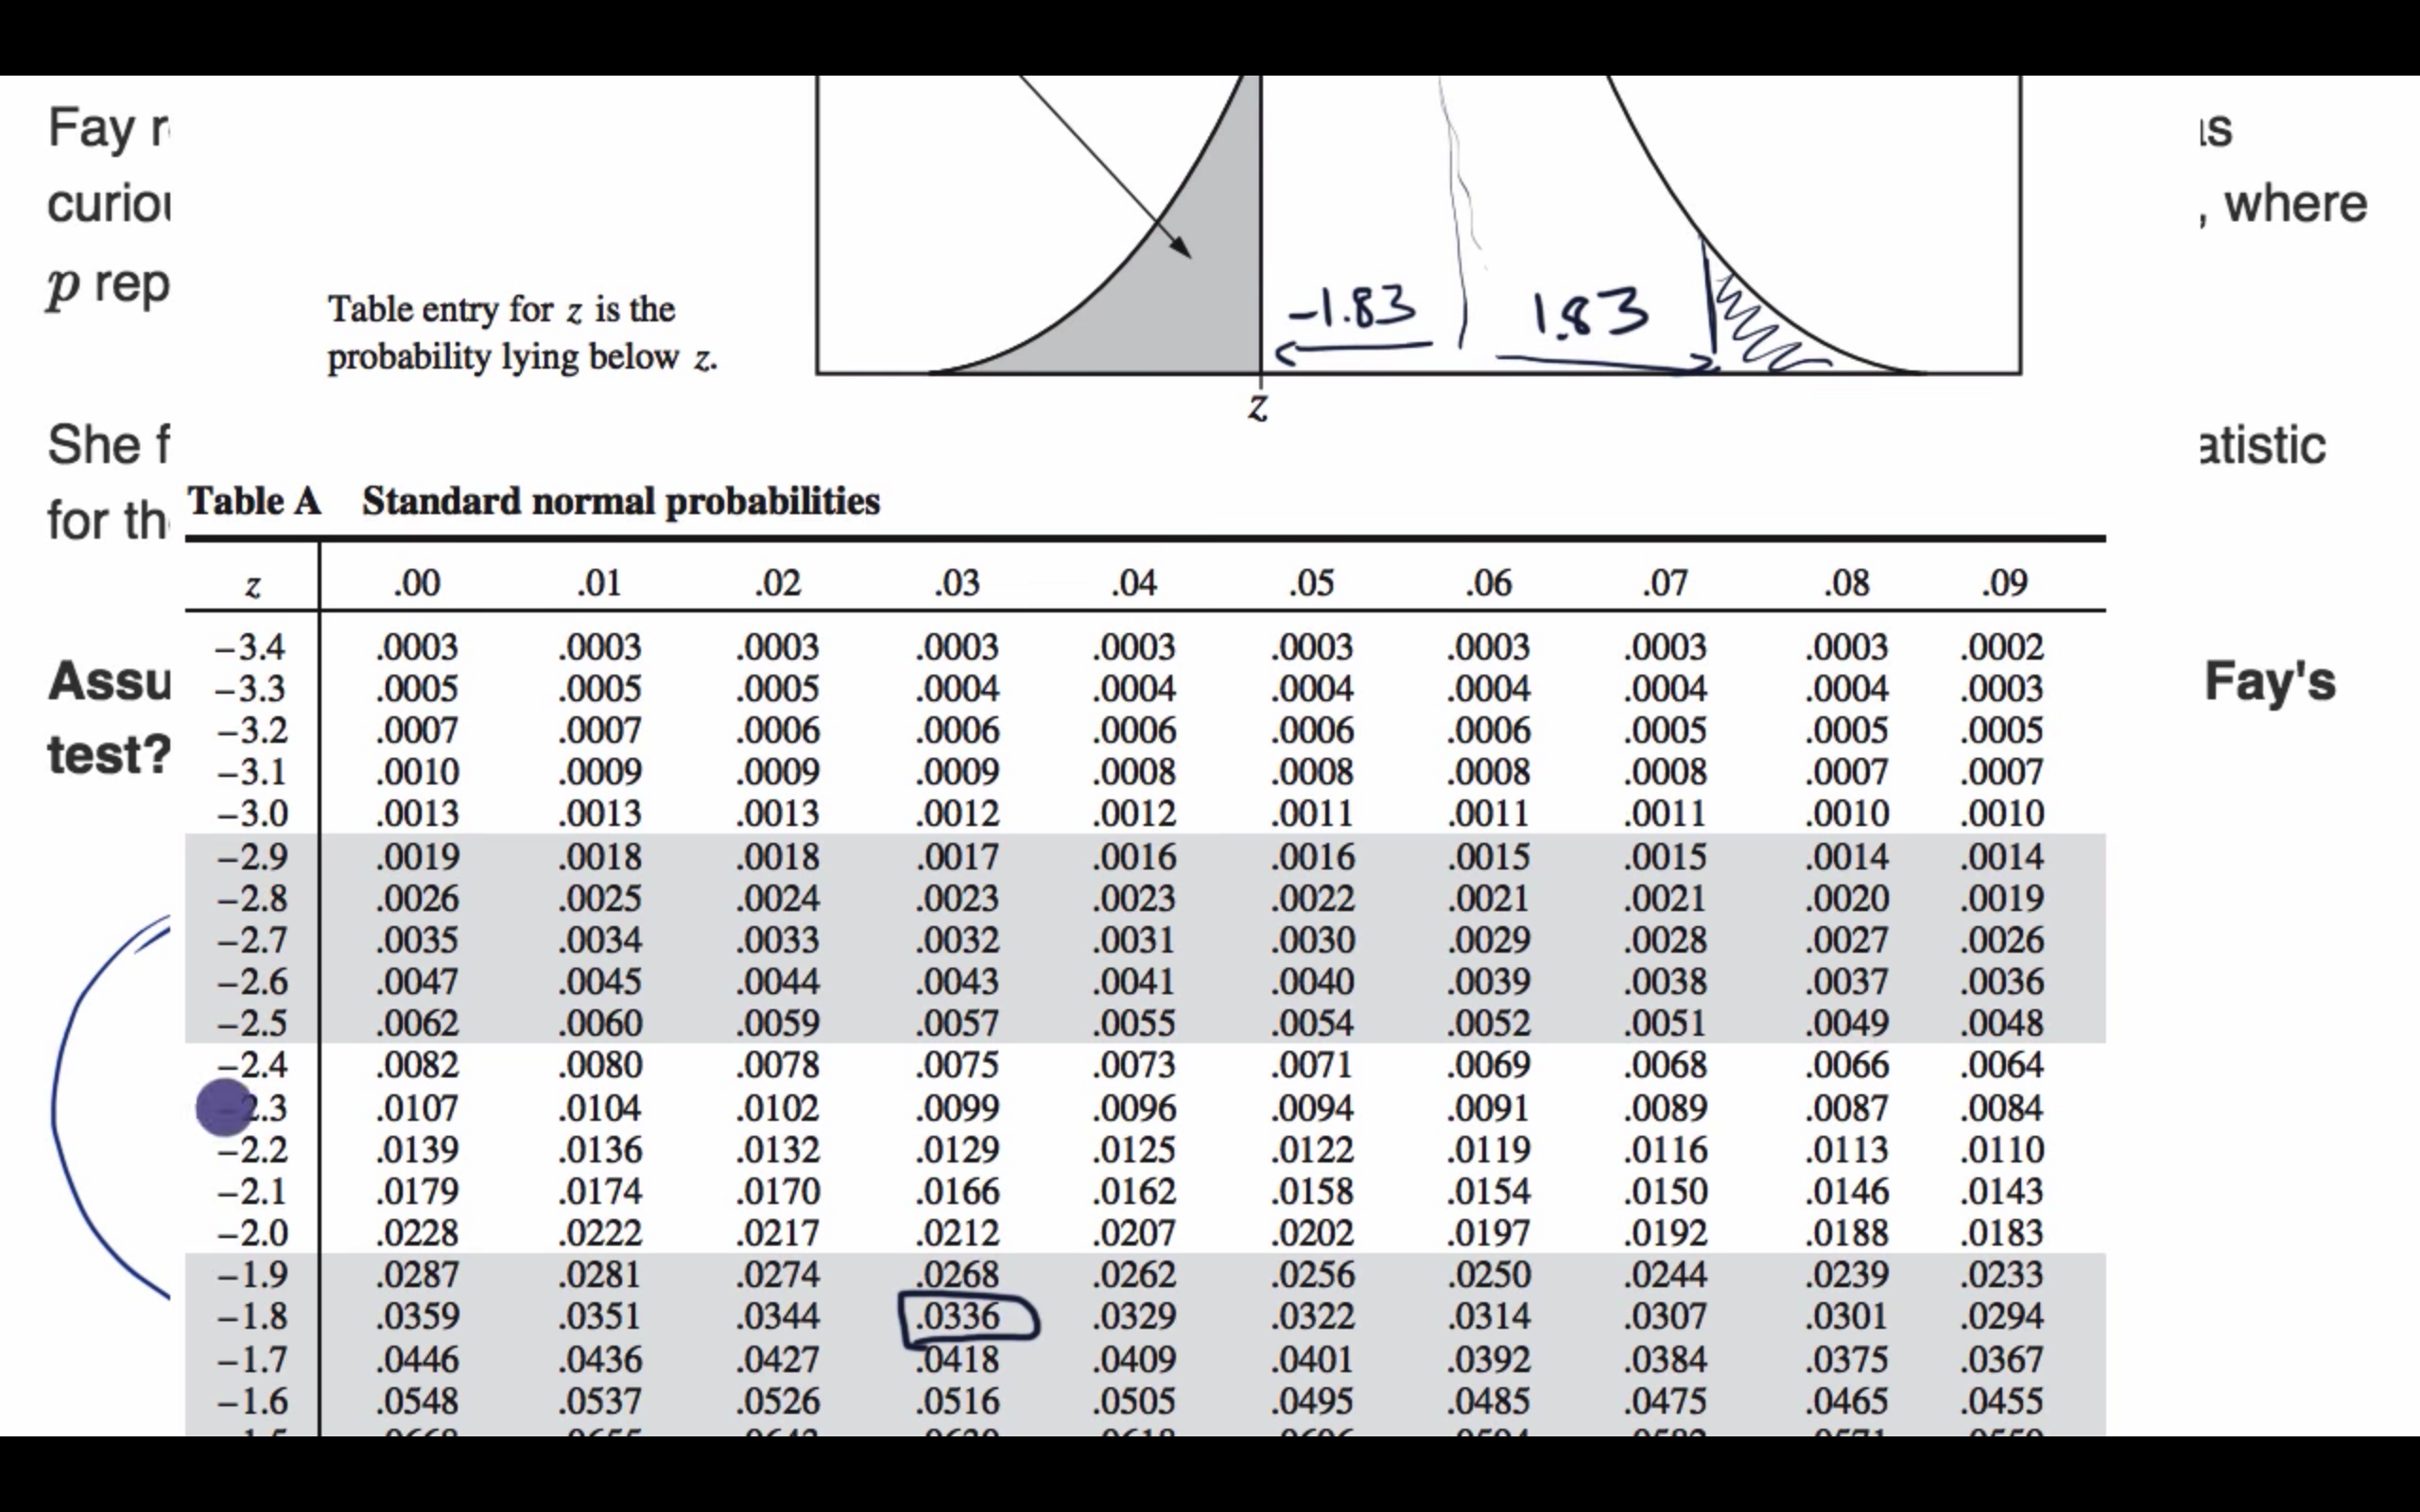 Fay
is
curiou
, where
p rep
Table entry for z is the
probability lying below z.
−1.83
1.83
z
She f
atistic
for th
Table A Standard normal probabilities
z .00 .01 .02 .03 .04 .05 .06 .07 .08 .09
−3.4 .0003 .0003 .0003 .0003 .0003 .0003 .0003 .0003 .0003 .0002
−3.3 .0005 .0005 .0005 .0004 .0004 .0004 .0004 .0004 .0004 .0003
−3.2 .0007 .0007 .0006 .0006 .0006 .0006 .0006 .0005 .0005 .0005
−3.1 .0010 .0009 .0009 .0009 .0008 .0008 .0008 .0008 .0007 .0007
−3.0 .0013 .0013 .0013 .0012 .0012 .0011 .0011 .0011 .0010 .0010
−2.9 .0019 .0018 .0018 .0017 .0016 .0016 .0015 .0015 .0014 .0014
−2.8 .0026 .0025 .0024 .0023 .0023 .0022 .0021 .0021 .0020 .0019
−2.7 .0035 .0034 .0033 .0032 .0031 .0030 .0029 .0028 .0027 .0026
−2.6 .0047 .0045 .0044 .0043 .0041 .0040 .0039 .0038 .0037 .0036
−2.5 .0062 .0060 .0059 .0057 .0055 .0054 .0052 .0051 .0049 .0048
−2.4 .0082 .0080 .0078 .0075 .0073 .0071 .0069 .0068 .0066 .0064
−2.3 .0107 .0104 .0102 .0099 .0096 .0094 .0091 .0089 .0087 .0084
−2.2 .0139 .0136 .0132 .0129 .0125 .0122 .0119 .0116 .0113 .0110
−2.1 .0179 .0174 .0170 .0166 .0162 .0158 .0154 .0150 .0146 .0143
−2.0 .0228 .0222 .0217 .0212 .0207 .0202 .0197 .0192 .0188 .0183
−1.9 .0287 .0281 .0274 .0268 .0262 .0256 .0250 .0244 .0239 .0233
−1.8 .0359 .0351 .0344 .0336 .0329 .0322 .0314 .0307 .0301 .0294
−1.7 .0446 .0436 .0427 .0418 .0409 .0401 .0392 .0384 .0375 .0367
−1.6 .0548 .0537 .0526 .0516 .0505 .0495 .0485 .0475 .0465 .0455
Assu
Fay's
test?